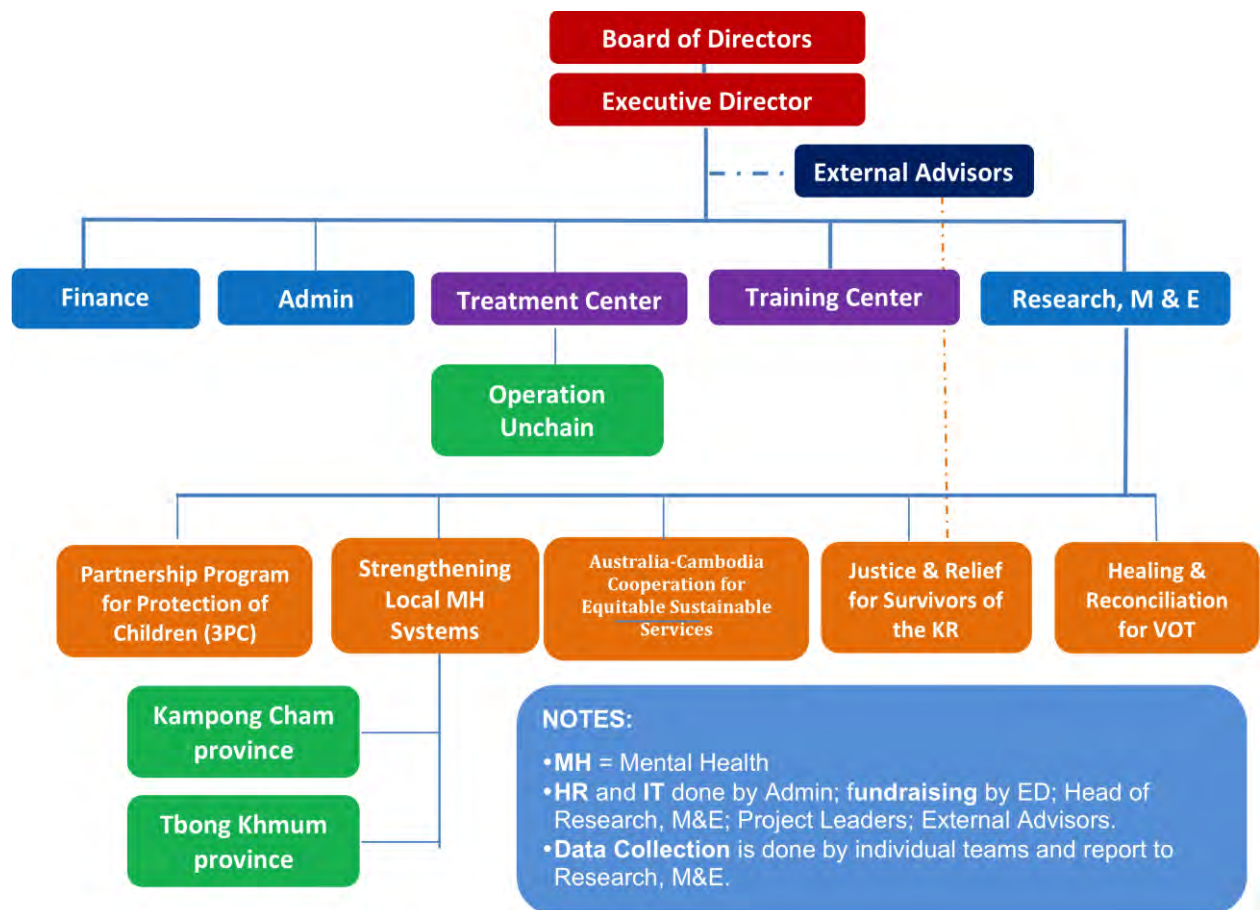 Board of Directors
Executive Director
External Advisors
Finance
Admin
Treatment Center
Training Center
Research, M & E
Operation
Unchain
Partnership Program
for Protection of
Children (3PC)
Strengthening
Local MH
Systems
Australia-Cambodia
Cooperation for
Equitable Sustainable
Services
Justice & Relief
for Survivors of
the KR
Healing &
Reconciliation
for VOT
Kampong Cham
province
Tbong Khmum
province
NOTES:
•MH = Mental Health
•HR and IT done by Admin; fundraising by ED; Head of
Research, M&E; Project Leaders; External Advisors.
•Data Collection is done by individual teams and report to
Research, M&E.